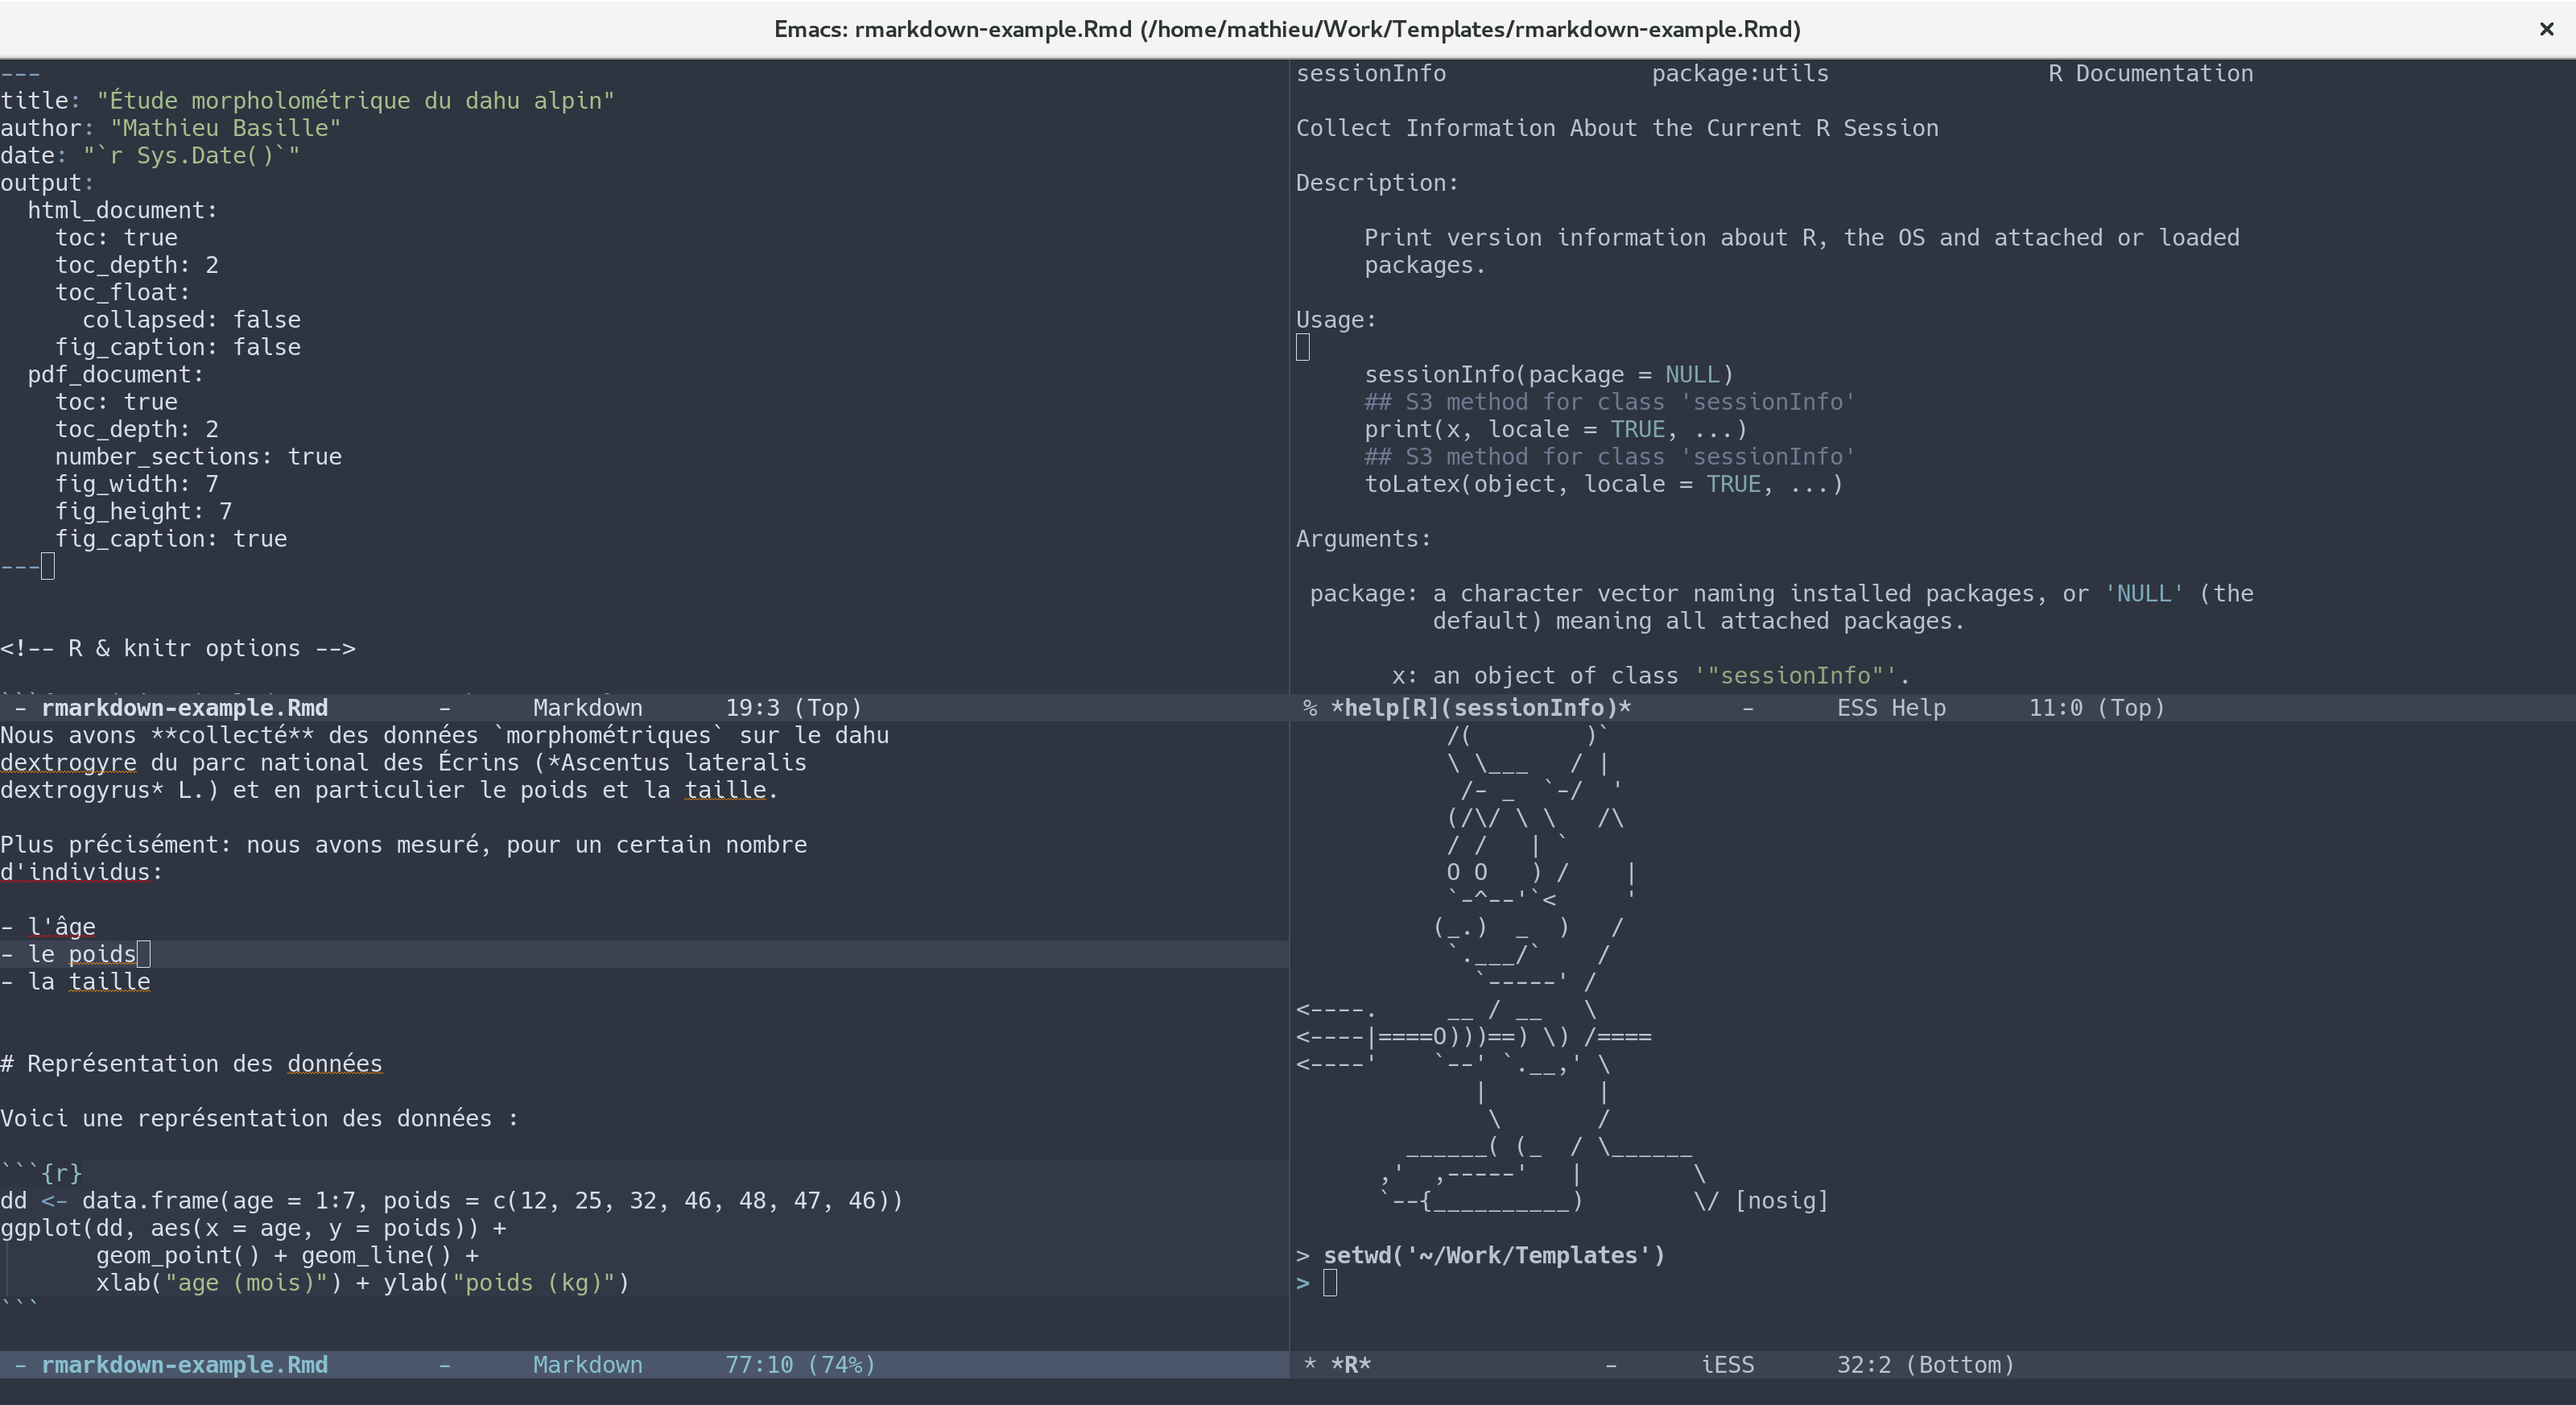 Emacs: rmarkdown-example.Rmd (/home/mathieu/Work/Templates/rmarkdown-example.Rmd) ×
---
title: "Étude morpholométrique du dahu alpin"
author: "Mathieu Basille"
date: "`r Sys.Date()`"
output:
  html_document:
    toc: true
    toc_depth: 2
    toc_float:
      collapsed: false
    fig_caption: false
  pdf_document:
    toc: true
    toc_depth: 2
    number_sections: true
    fig_width: 7
    fig_height: 7
    fig_caption: true
---
<!-- R & knitr options -->
 - rmarkdown-example.Rmd        -      Markdown      19:3 (Top)
Nous avons **collecté** des données `morphométriques` sur le dahu
dextrogyre du parc national des Écrins (*Ascentus lateralis
dextrogyrus* L.) et en particulier le poids et la taille.
Plus précisément: nous avons mesuré, pour un certain nombre
d'individus:
- l'âge
- le poids
- la taille
# Représentation des données
Voici une représentation des données :
```{r}
dd <- data.frame(age = 1:7, poids = c(12, 25, 32, 46, 48, 47, 46))
ggplot(dd, aes(x = age, y = poids)) +
       geom_point() + geom_line() +
       xlab("age (mois)") + ylab("poids (kg)")
```
 - rmarkdown-example.Rmd        -      Markdown      77:10 (74%)
sessionInfo               package:utils                R Documentation
Collect Information About the Current R Session
Description:
     Print version information about R, the OS and attached or loaded
     packages.
Usage:
     sessionInfo(package = NULL)
     ## S3 method for class 'sessionInfo'
     print(x, locale = TRUE, ...)
     ## S3 method for class 'sessionInfo'
     toLatex(object, locale = TRUE, ...)
Arguments:
 package: a character vector naming installed packages, or 'NULL' (the
          default) meaning all attached packages.
       x: an object of class '"sessionInfo"'.
 % *help[R](sessionInfo)*        -      ESS Help      11:0 (Top)
           /(        )`
           \ \___   / |
            /- _  `-/  '
           (/\/ \ \   /\
           / /   | `
           O O   ) /    |
           `-^--'`<     '
          (_.)  _  )   /
           `.___/`    /
             `-----' /
<----.     __ / __   \
<----|====O)))==) \) /====
<----'    `--' `.__,' \
             |        |
              \       /
        ______( (_  / \______
      ,'  ,-----'   |        \
      `--{__________)        \/ [nosig]
> setwd('~/Work/Templates')
>
 * *R*                 -      iESS      32:2 (Bottom)